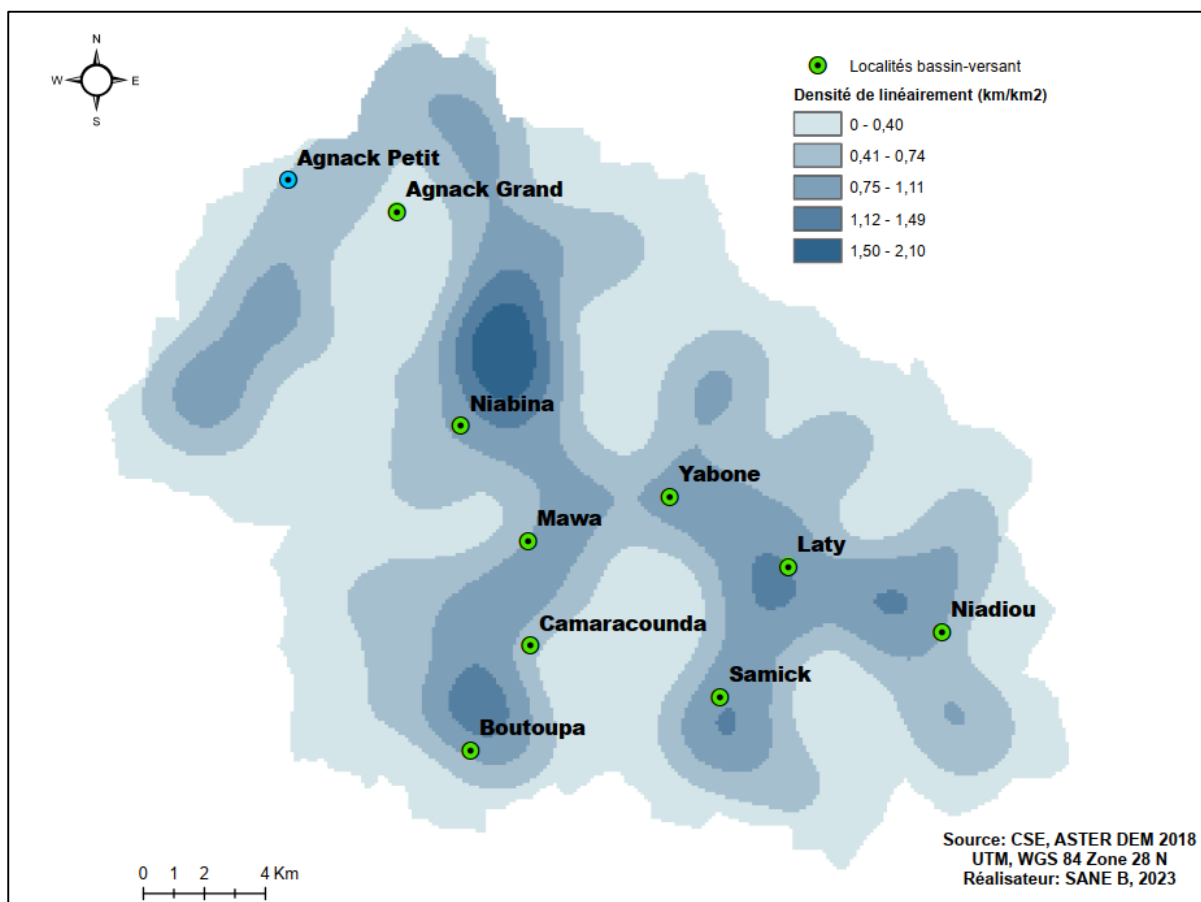 N
W E
S
Localités bassin-versant
Densité de linéairement (km/km2)
0 - 0,40
0,41 - 0,74
0,75 - 1,11
1,12 - 1,49
1,50 - 2,10
Agnack Petit
Agnack Grand
Niabina
Yabone
Mawa
Laty
Niadiou
Camaracounda
Samick
Boutoupa
Source: CSE, ASTER DEM 2018
UTM, WGS 84 Zone 28 N
Réalisateur: SANE B, 2023
0 1 2 4 Km